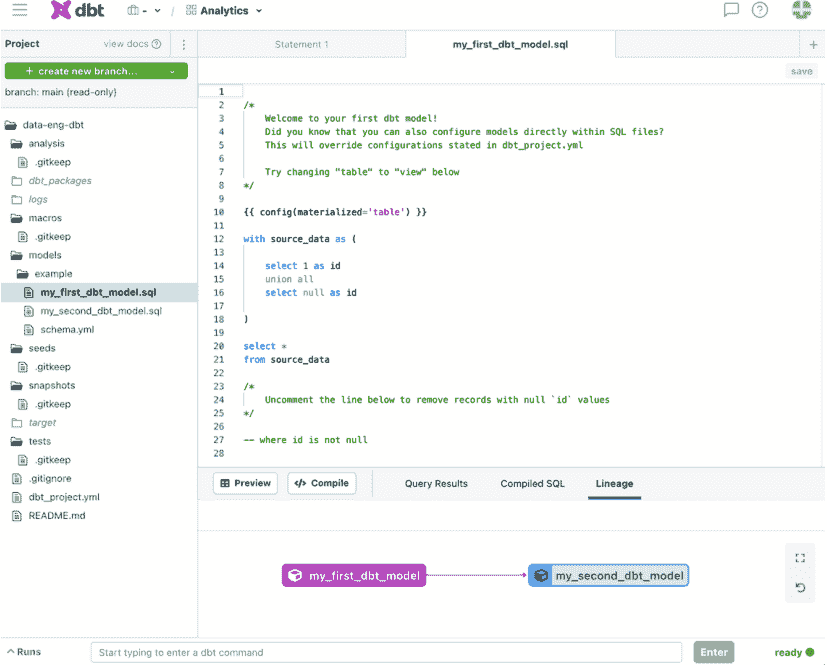 dbt
-
/
Analytics
Project
view docs
+ create new branch...
branch: main (read-only)
data-eng-dbt
analysis
.gitkeep
dbt_packages
logs
macros
.gitkeep
models
example
my_first_dbt_model.sql
my_second_dbt_model.sql
schema.yml
seeds
.gitkeep
snapshots
.gitkeep
target
tests
.gitkeep
.gitignore
dbt_project.yml
README.md
Statement 1
my_first_dbt_model.sql
+
save
1
2 /*
3 Welcome to your first dbt model!
4 Did you know that you can also configure models directly within SQL files?
5 This will override configurations stated in dbt_project.yml
6
7 Try changing "table" to "view" below
8 */
9
10 {{ config(materialized='table') }}
11
12 with source_data as (
13
14 select 1 as id
15 union all
16 select null as id
17
18 )
19
20 select *
21 from source_data
22
23 /*
24 Uncomment the line below to remove records with null `id` values
25 */
26
27 -- where id is not null
28
Preview
</> Compile
Query Results
Compiled SQL
Lineage
my_first_dbt_model
my_second_dbt_model
Runs
Start typing to enter a dbt command
Enter
ready